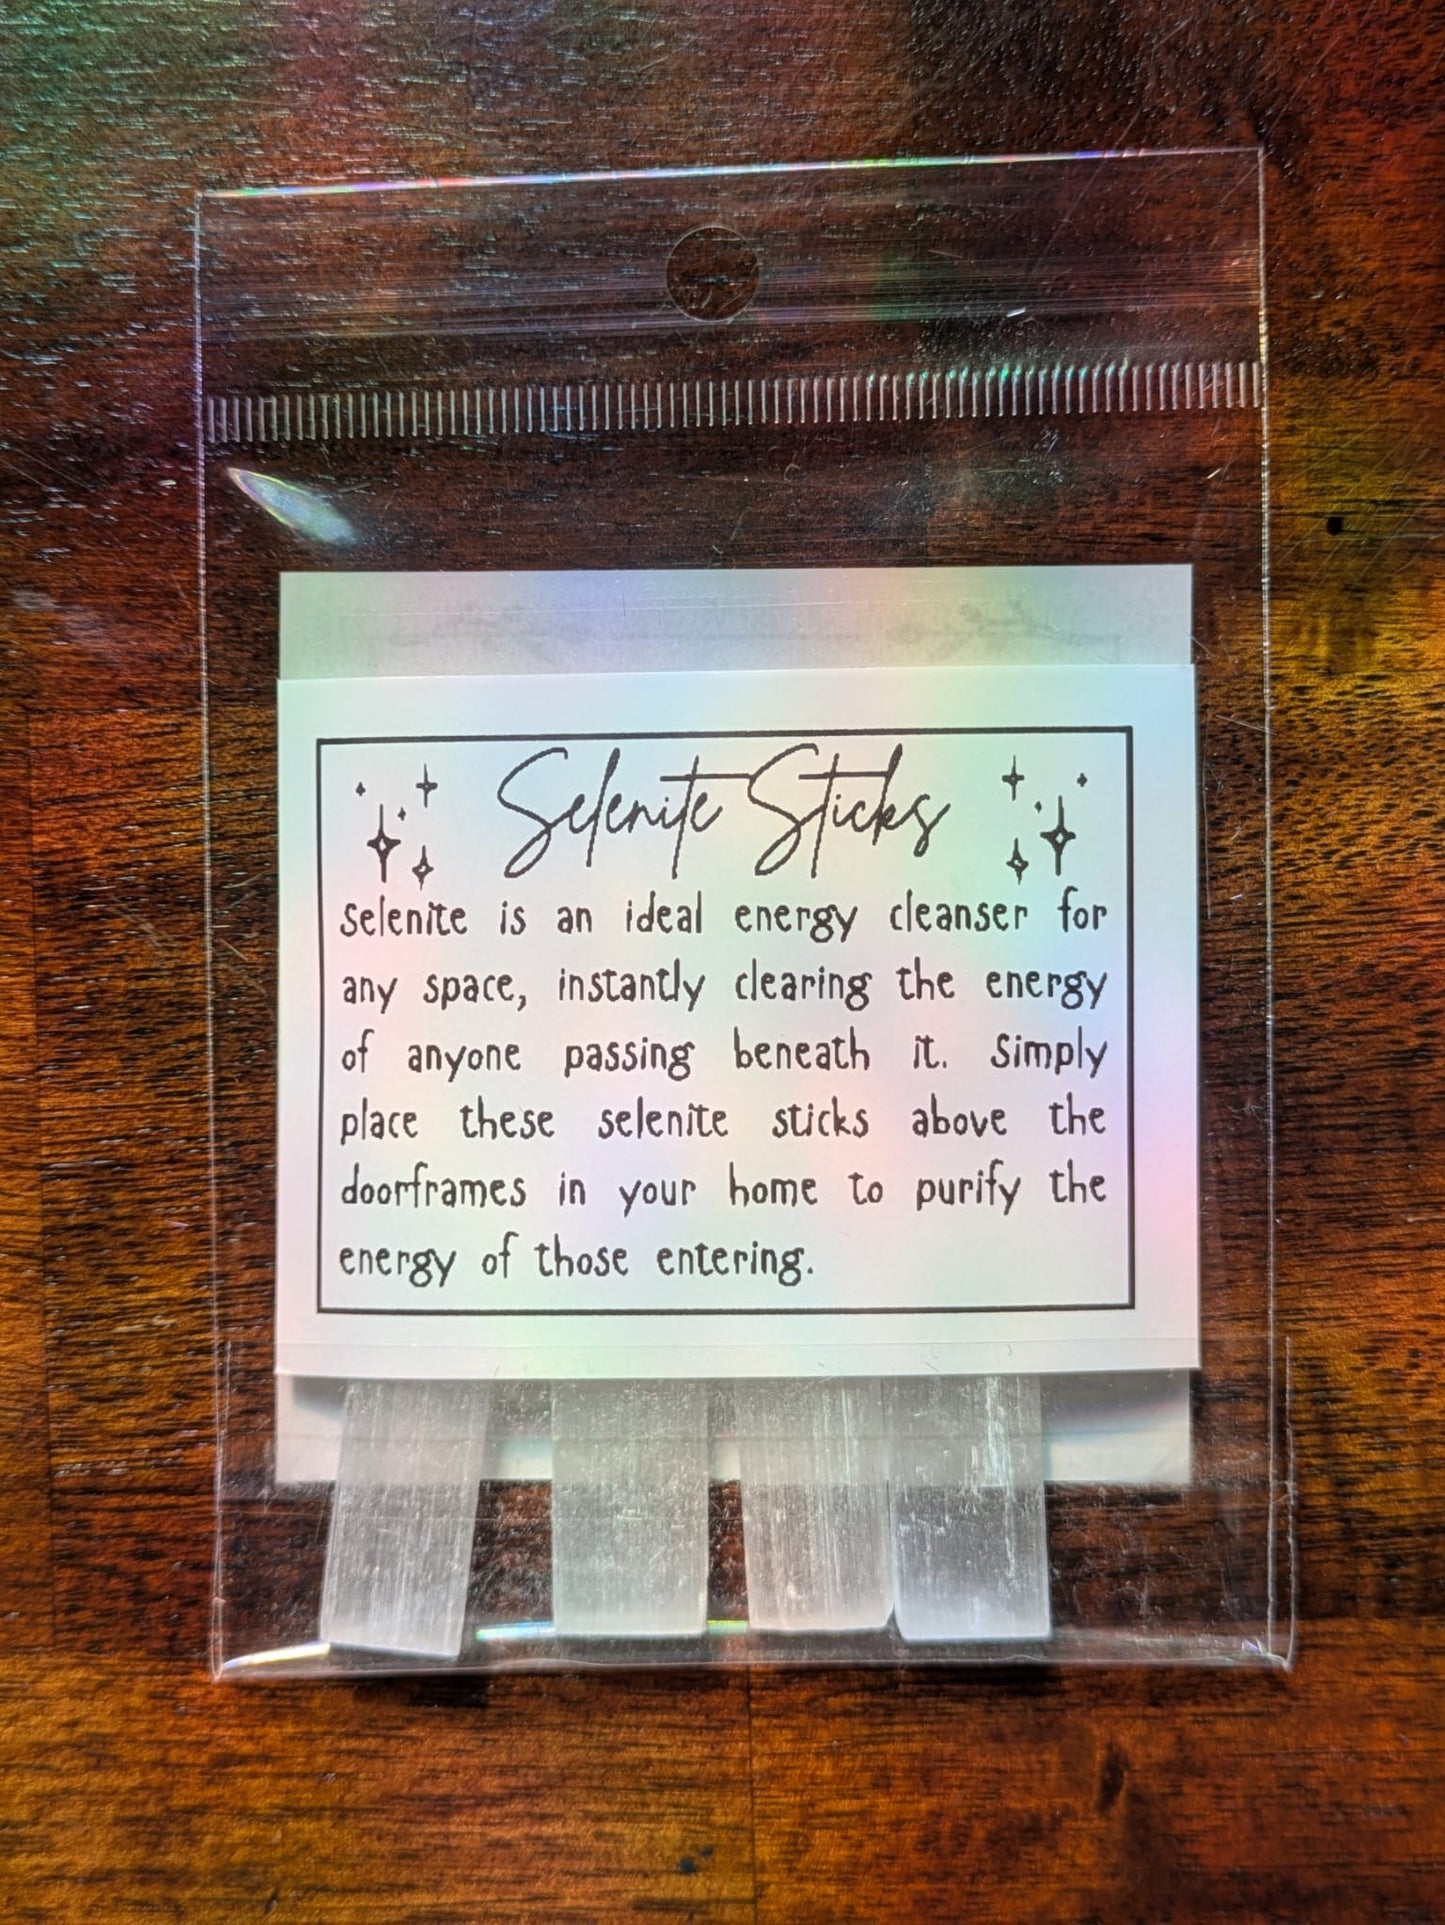 Selenite Sticks
Selenite is an ideal energy cleanser for
any space, instantly clearing the energy
of anyone passing beneath it. Simply
place these selenite sticks above the
doorframes in your home to purify the
energy of those entering.